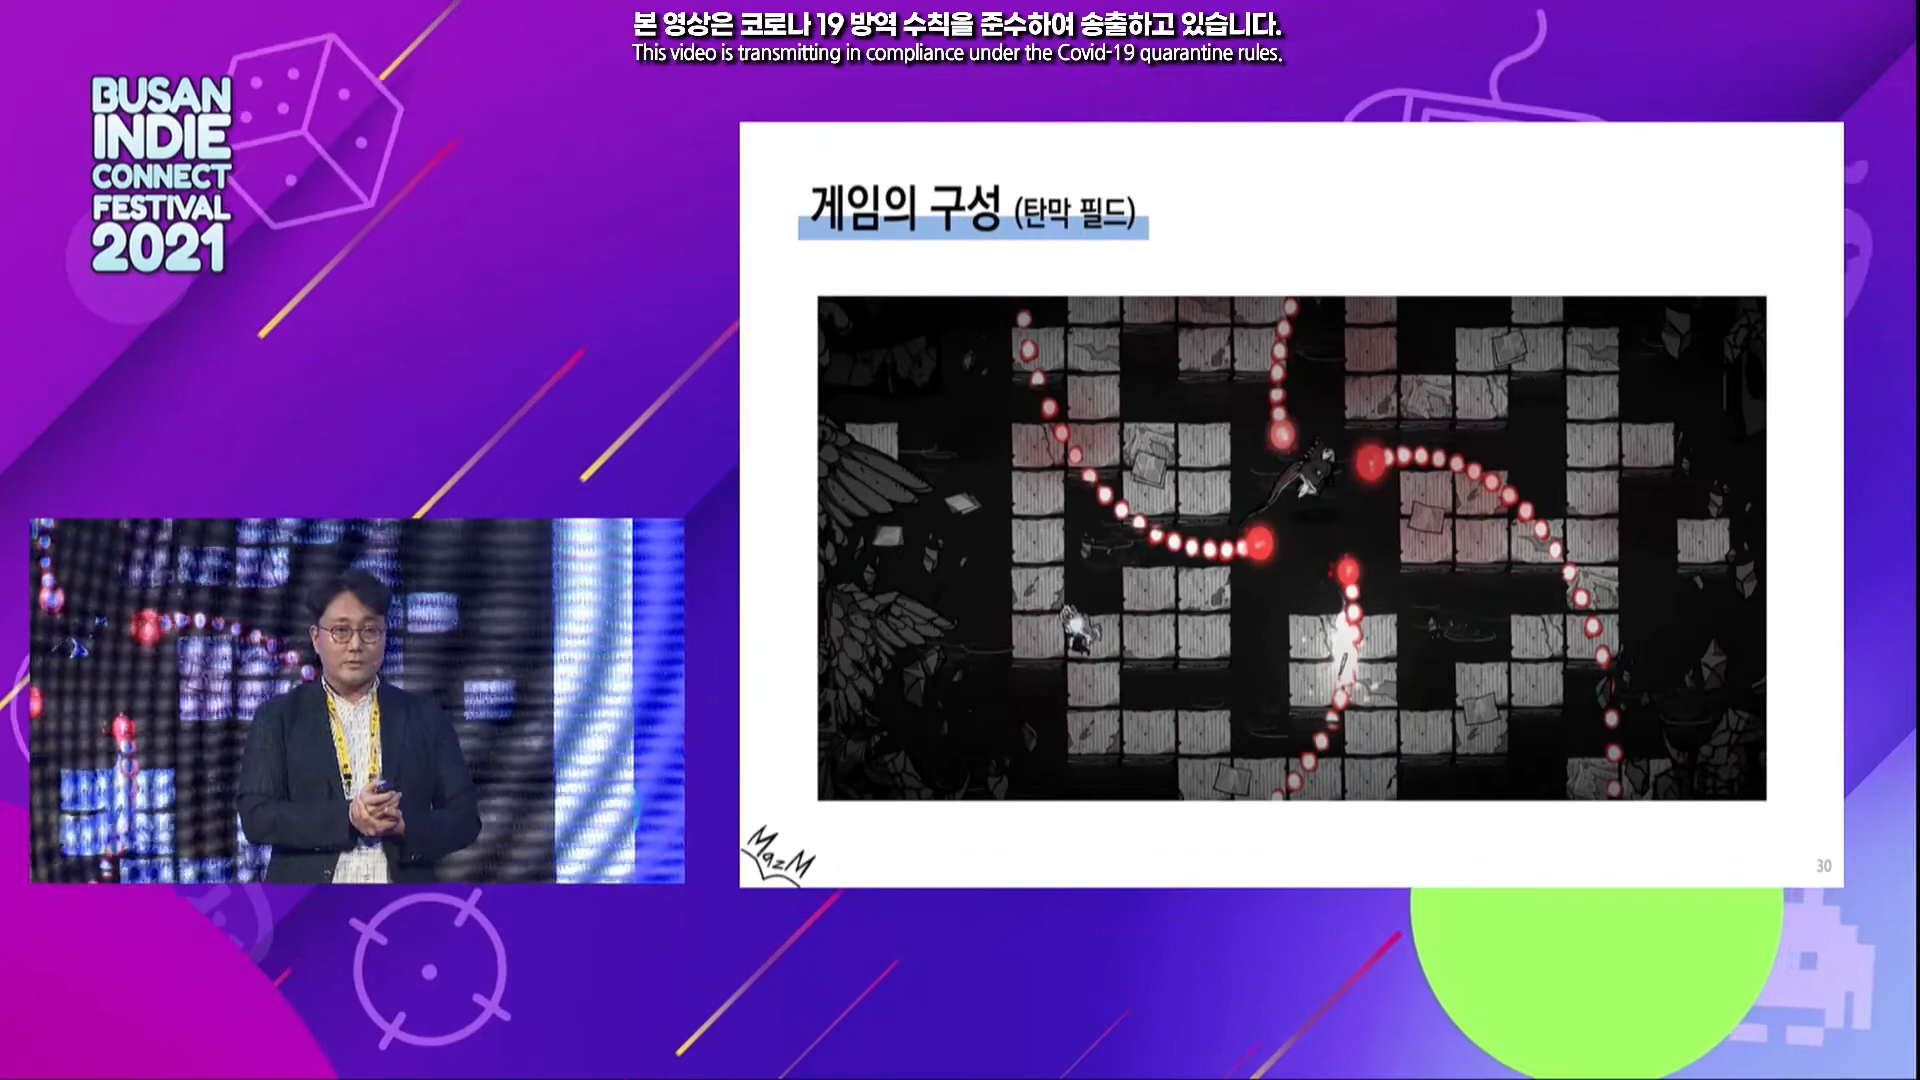 본 영상은 코로나 19 방역 수칙을 준수하여 송출하고 있습니다.
This video is transmitting in compliance under the Covid-19 quarantine rules.
BUSAN
INDIE
CONNECT
FESTIVAL
2021
게임의 구성 (탄막 필드)
MazM
30